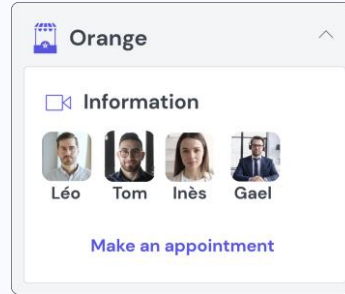 Orange
Information
Léo Tom Inès Gael
Make an appointment